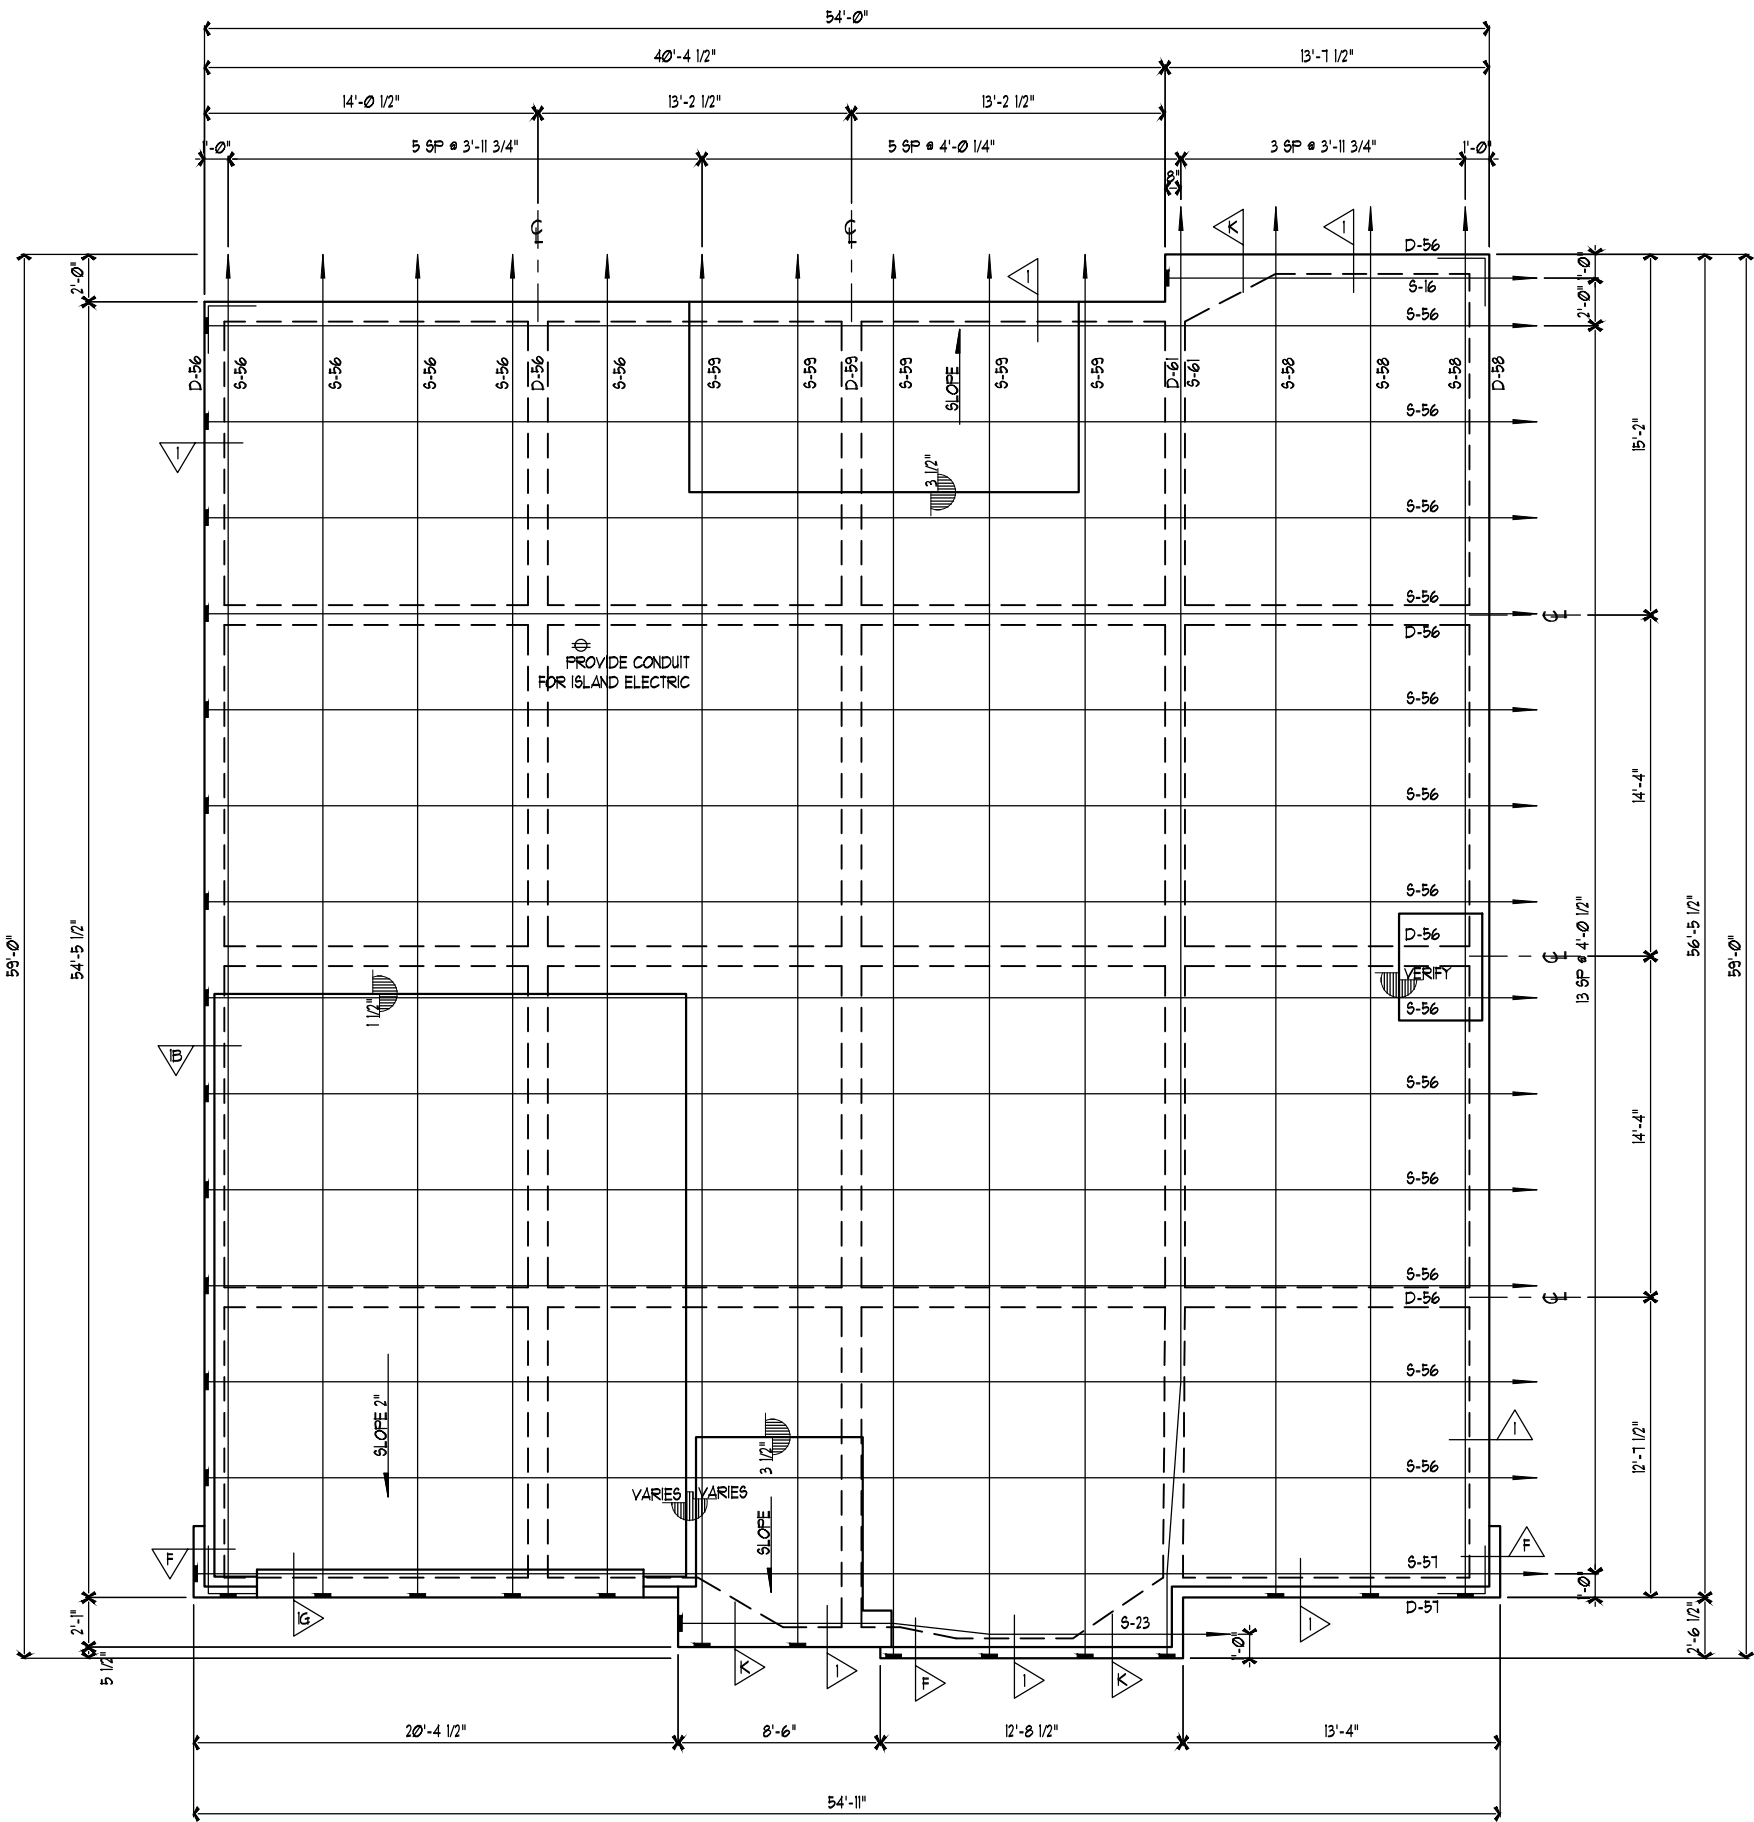 54'-0"
40'-4 1/2"
13'-7 1/2"
14'-0 1/2"
13'-2 1/2"
13'-2 1/2"
1'-0"
5 SP @ 3'-11 3/4"
5 SP @ 4'-0 1/4"
3 SP @ 3'-11 3/4"
1'-0"
8"
K
1
D-56
2'-0"
1
S-16
1'-0"
2'-0"
S-56
D-56
S-56
S-56
S-56
S-56
D-56
S-56
S-59
S-59
D-59
S-59
S-59
S-59
D-61
S-61
S-58
S-58
S-58
D-58
SLOPE
S-56
15'-2"
1
3 1/2"
S-56
S-56
D-56
PROVIDE CONDUIT
FOR ISLAND ELECTRIC
S-56
S-56
14'-4"
S-56
D-56
59'-0"
54'-5 1/2"
13 SP @ 4'-0 1/2"
56'-5 1/2"
59'-0"
VERIFY
1 1/2"
S-56
1B
S-56
14'-4"
S-56
S-56
D-56
S-56
SLOPE 2"
1
3 1/2"
S-56
12'-7 1/2"
VARIES
VARIES
SLOPE
F
F
S-57
1'-0"
D-57
1G
1
S-23
1'-0"
2'-1"
5 1/2"
2'-6 1/2"
K
1
F
1
K
20'-4 1/2"
8'-6"
12'-8 1/2"
13'-4"
54'-11"